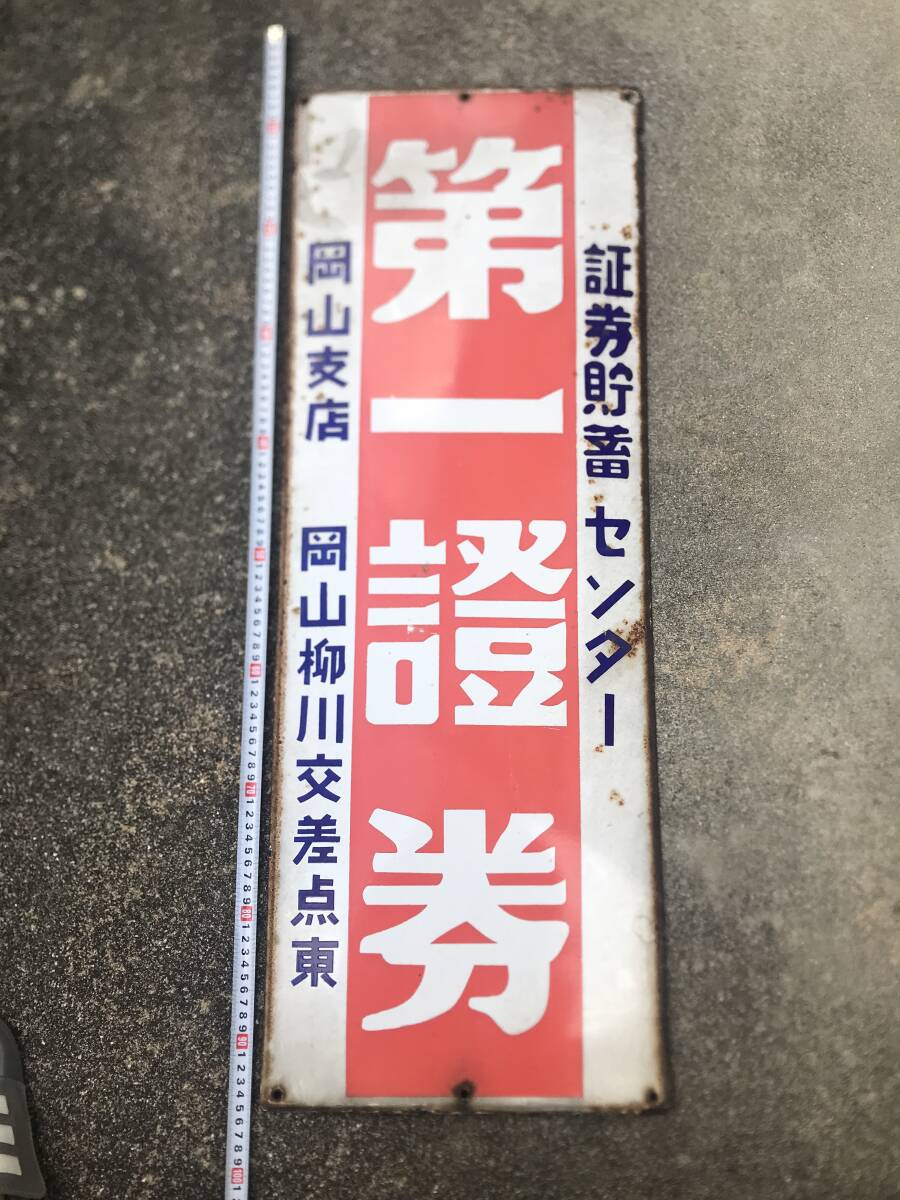 証券貯蓄センター
第一證券
岡山支店 岡山柳川交差点東